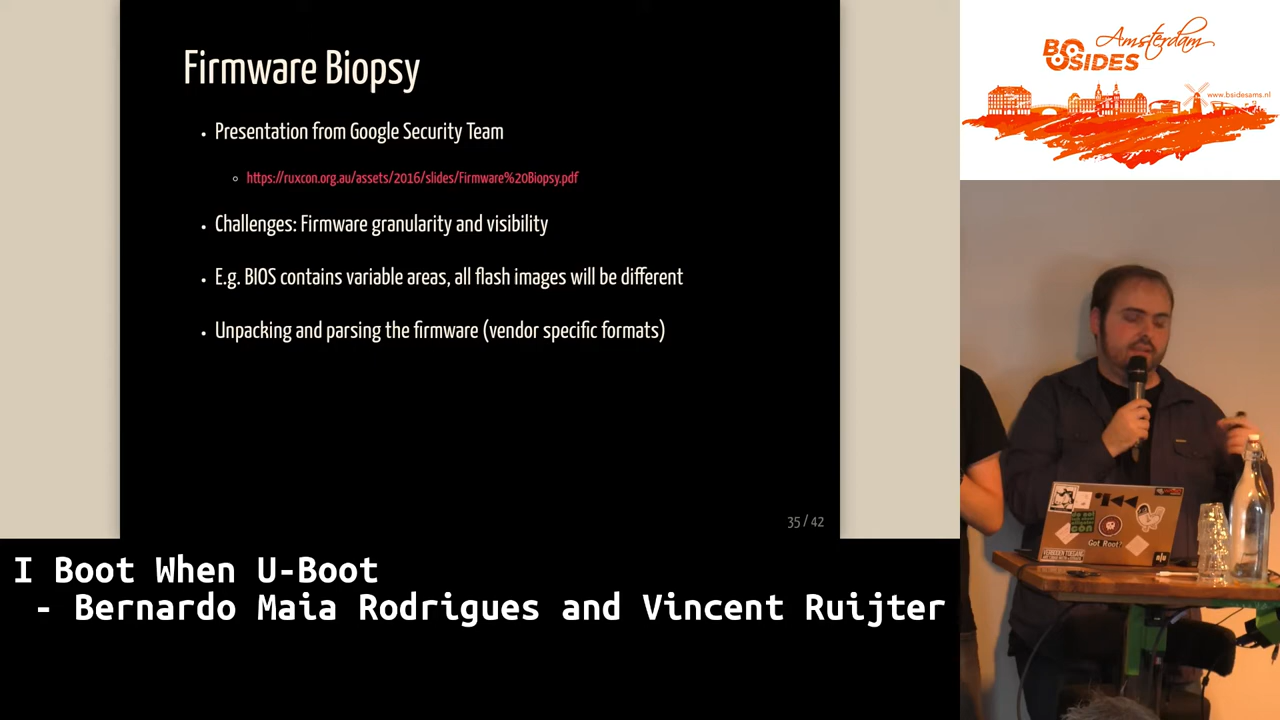 Firmware Biopsy
Presentation from Google Security Team
https://ruxcon.org.au/assets/2016/slides/Firmware%20Biopsy.pdf
Challenges: Firmware granularity and visibility
E.g. BIOS contains variable areas, all flash images will be different
Unpacking and parsing the firmware (vendor specific formats)
35 / 42
BSIDES
Amsterdam
www.bsidesams.nl
Got Root?
VERBODEN TOEGANG
I Boot When U-Boot
- Bernardo Maia Rodrigues and Vincent Ruijter